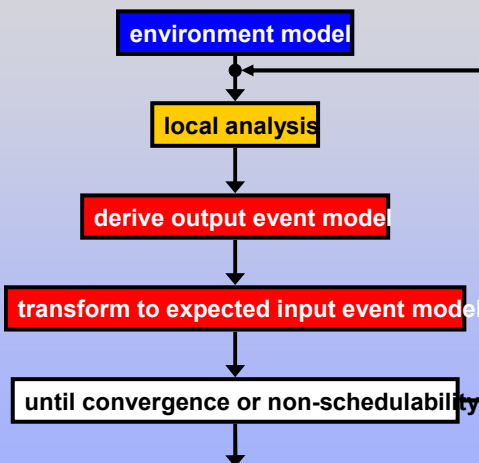 environment model
local analysis
derive output event model
transform to expected input event model
until convergence or non-schedulability